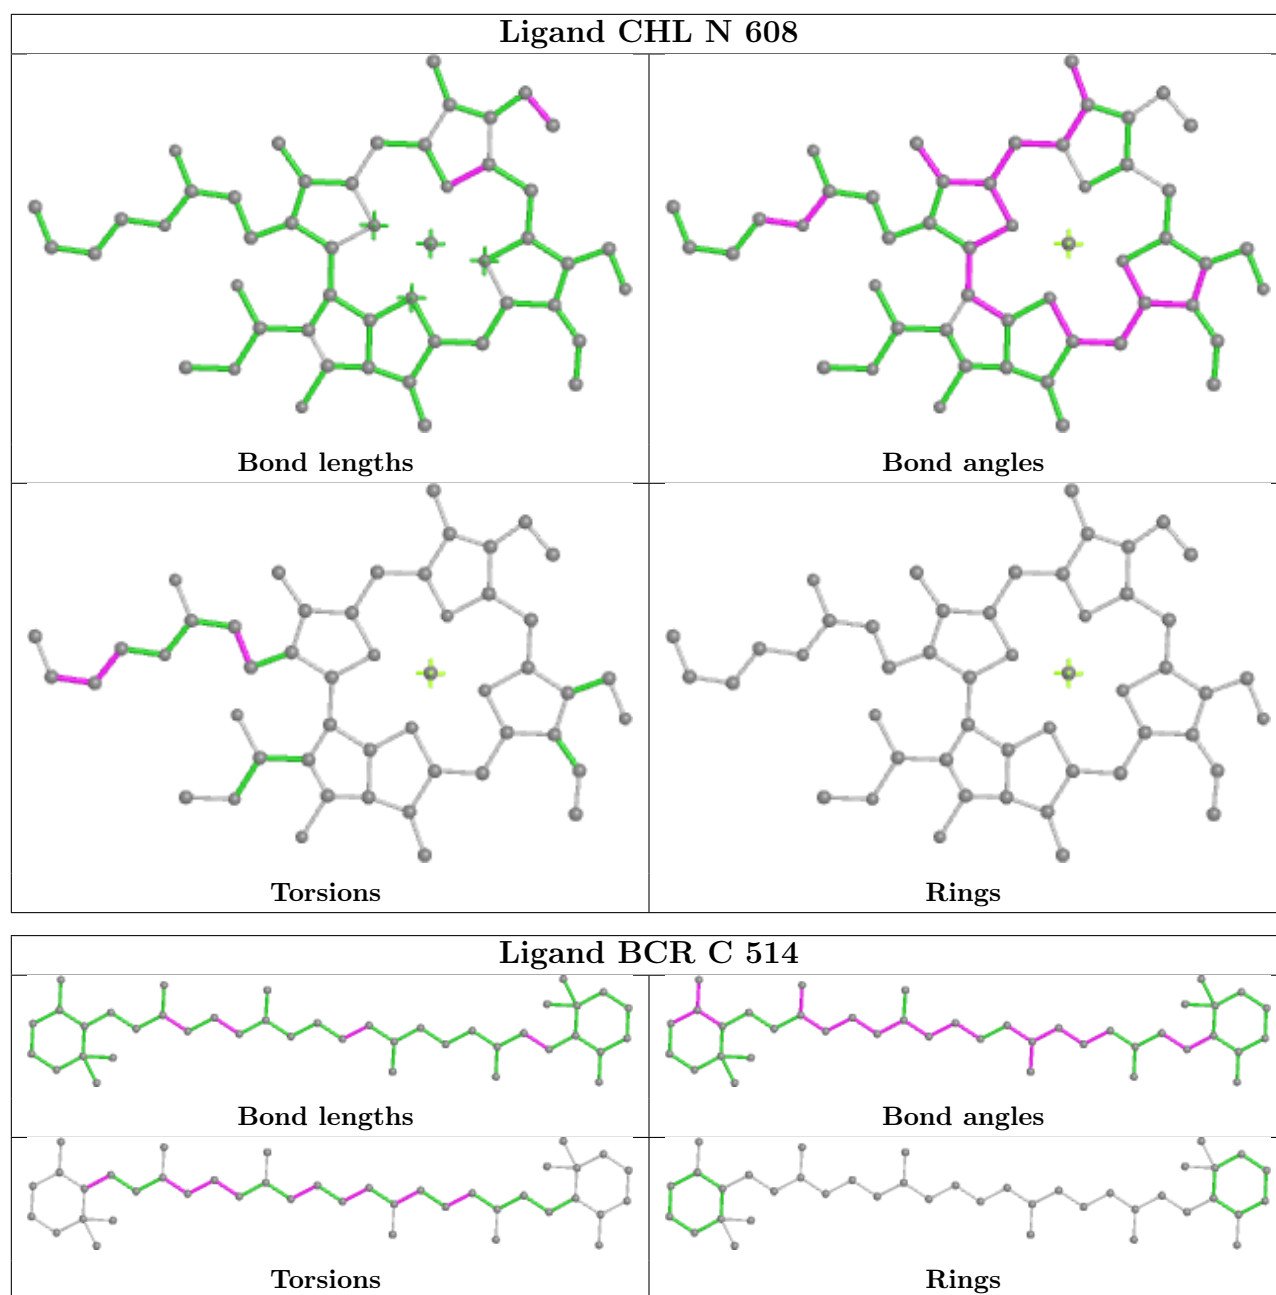 Ligand CHL N 608
Bond lengths
Bond angles
Torsions
Rings
Ligand BCR C 514
Bond lengths
Bond angles
Torsions
Rings